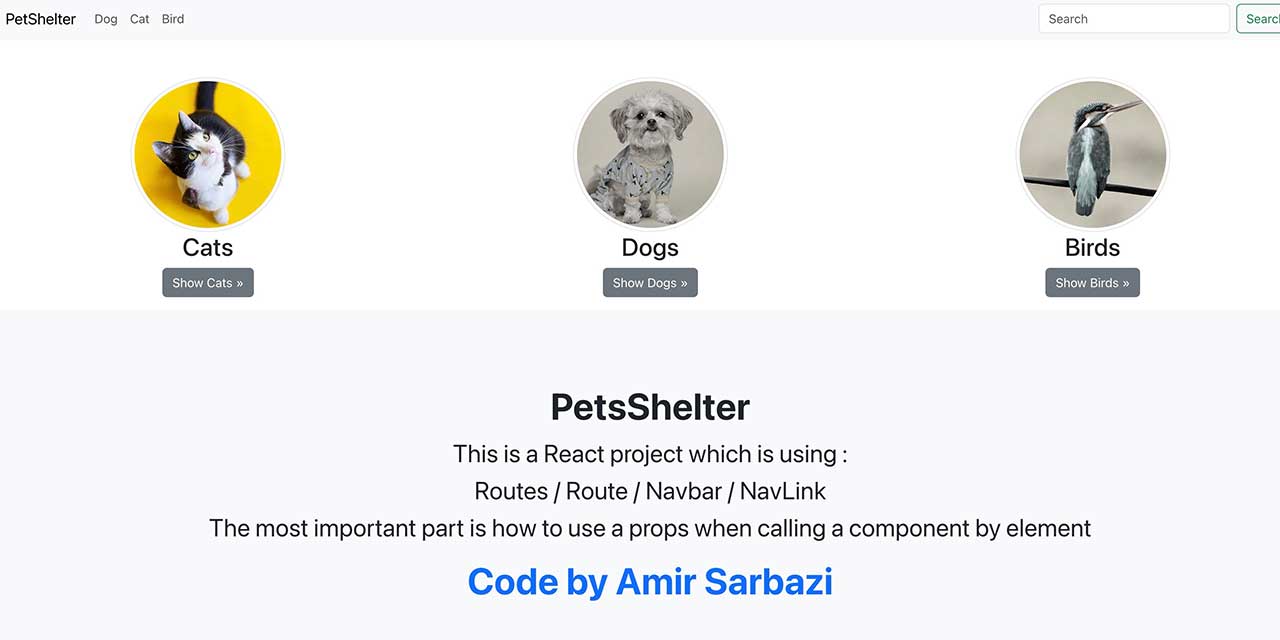 PetShelter Dog Cat Bird Search
Cats Dogs Birds
Show Cats » Show Dogs » Show Birds »
PetsShelter
This is a React project which is using :
Routes / Route / Navbar / NavLink
The most important part is how to use a props when calling a component by element
Code by Amir Sarbazi